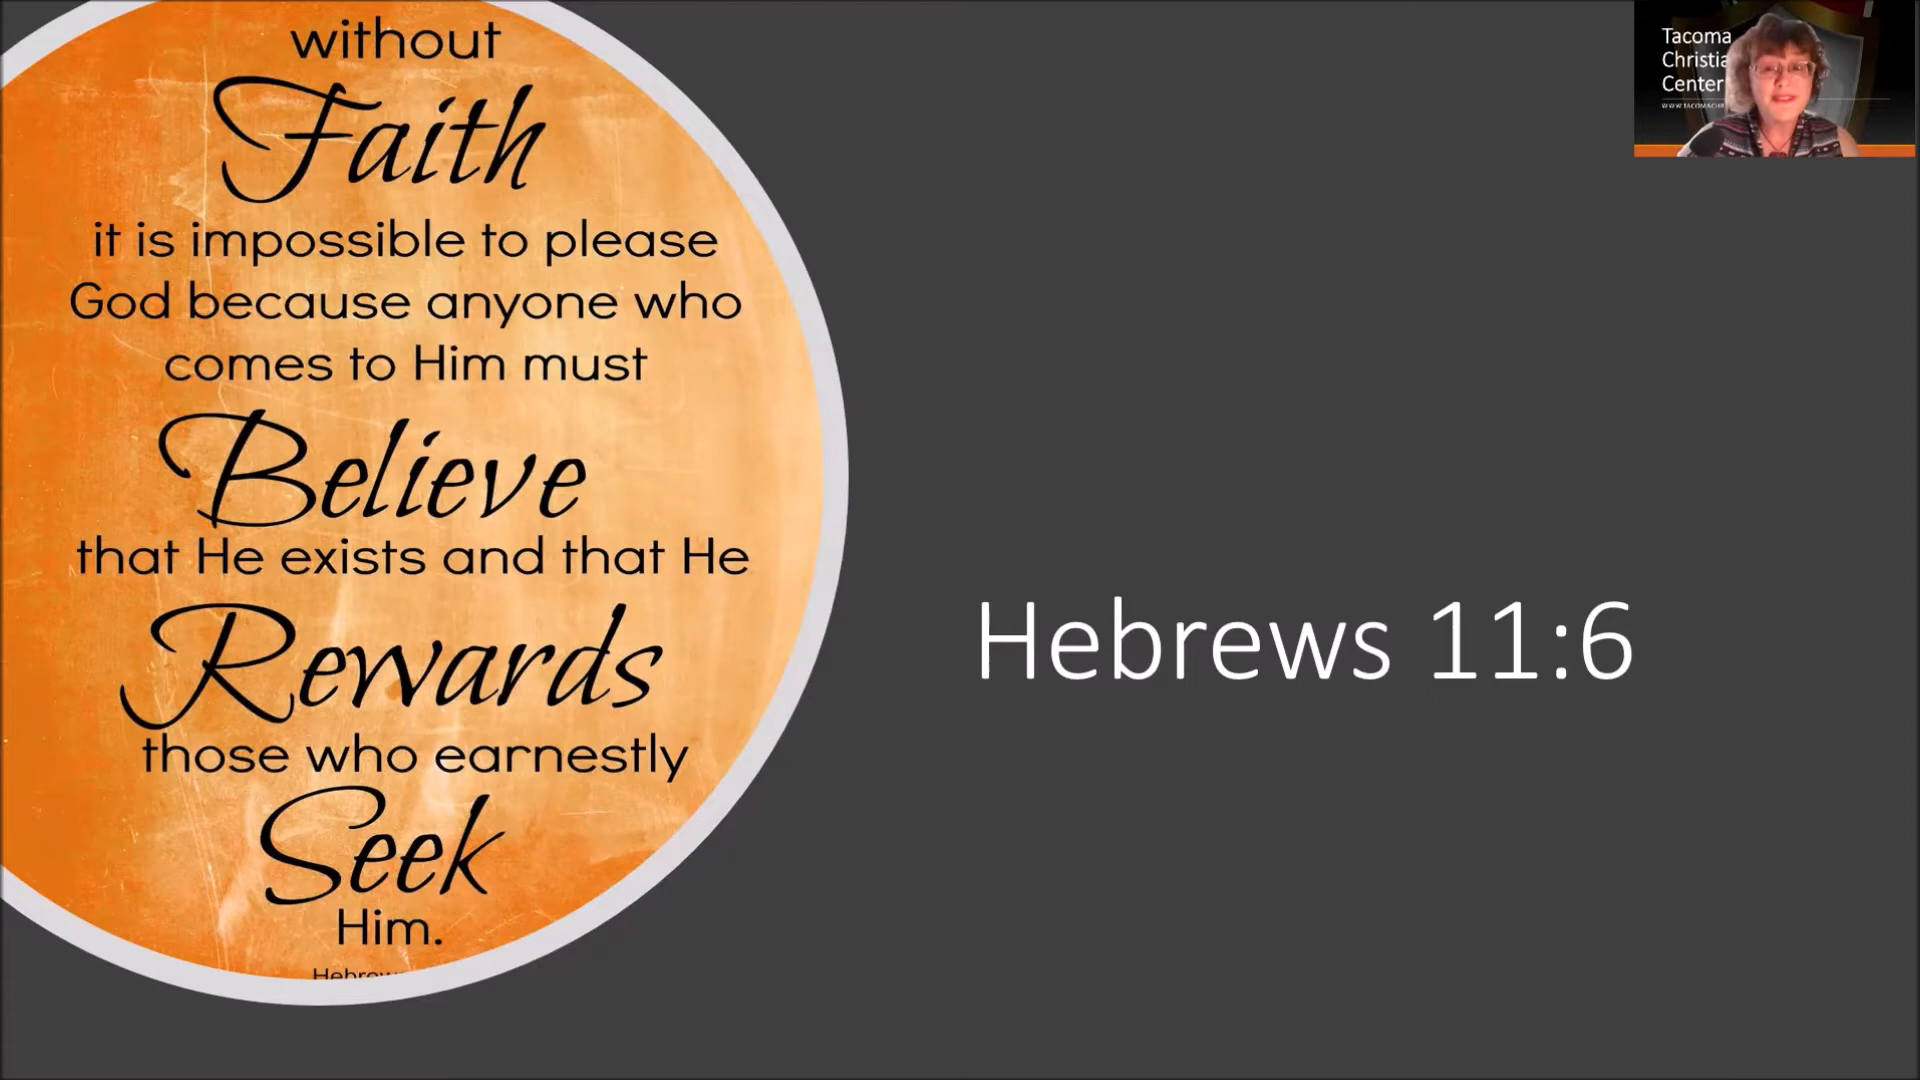 without
Faith
it is impossible to please
God because anyone who
comes to Him must
Believe
that He exists and that He
Rewards
those who earnestly
Seek
Him.
Hebrews 11:6
Tacoma
Christia
Center